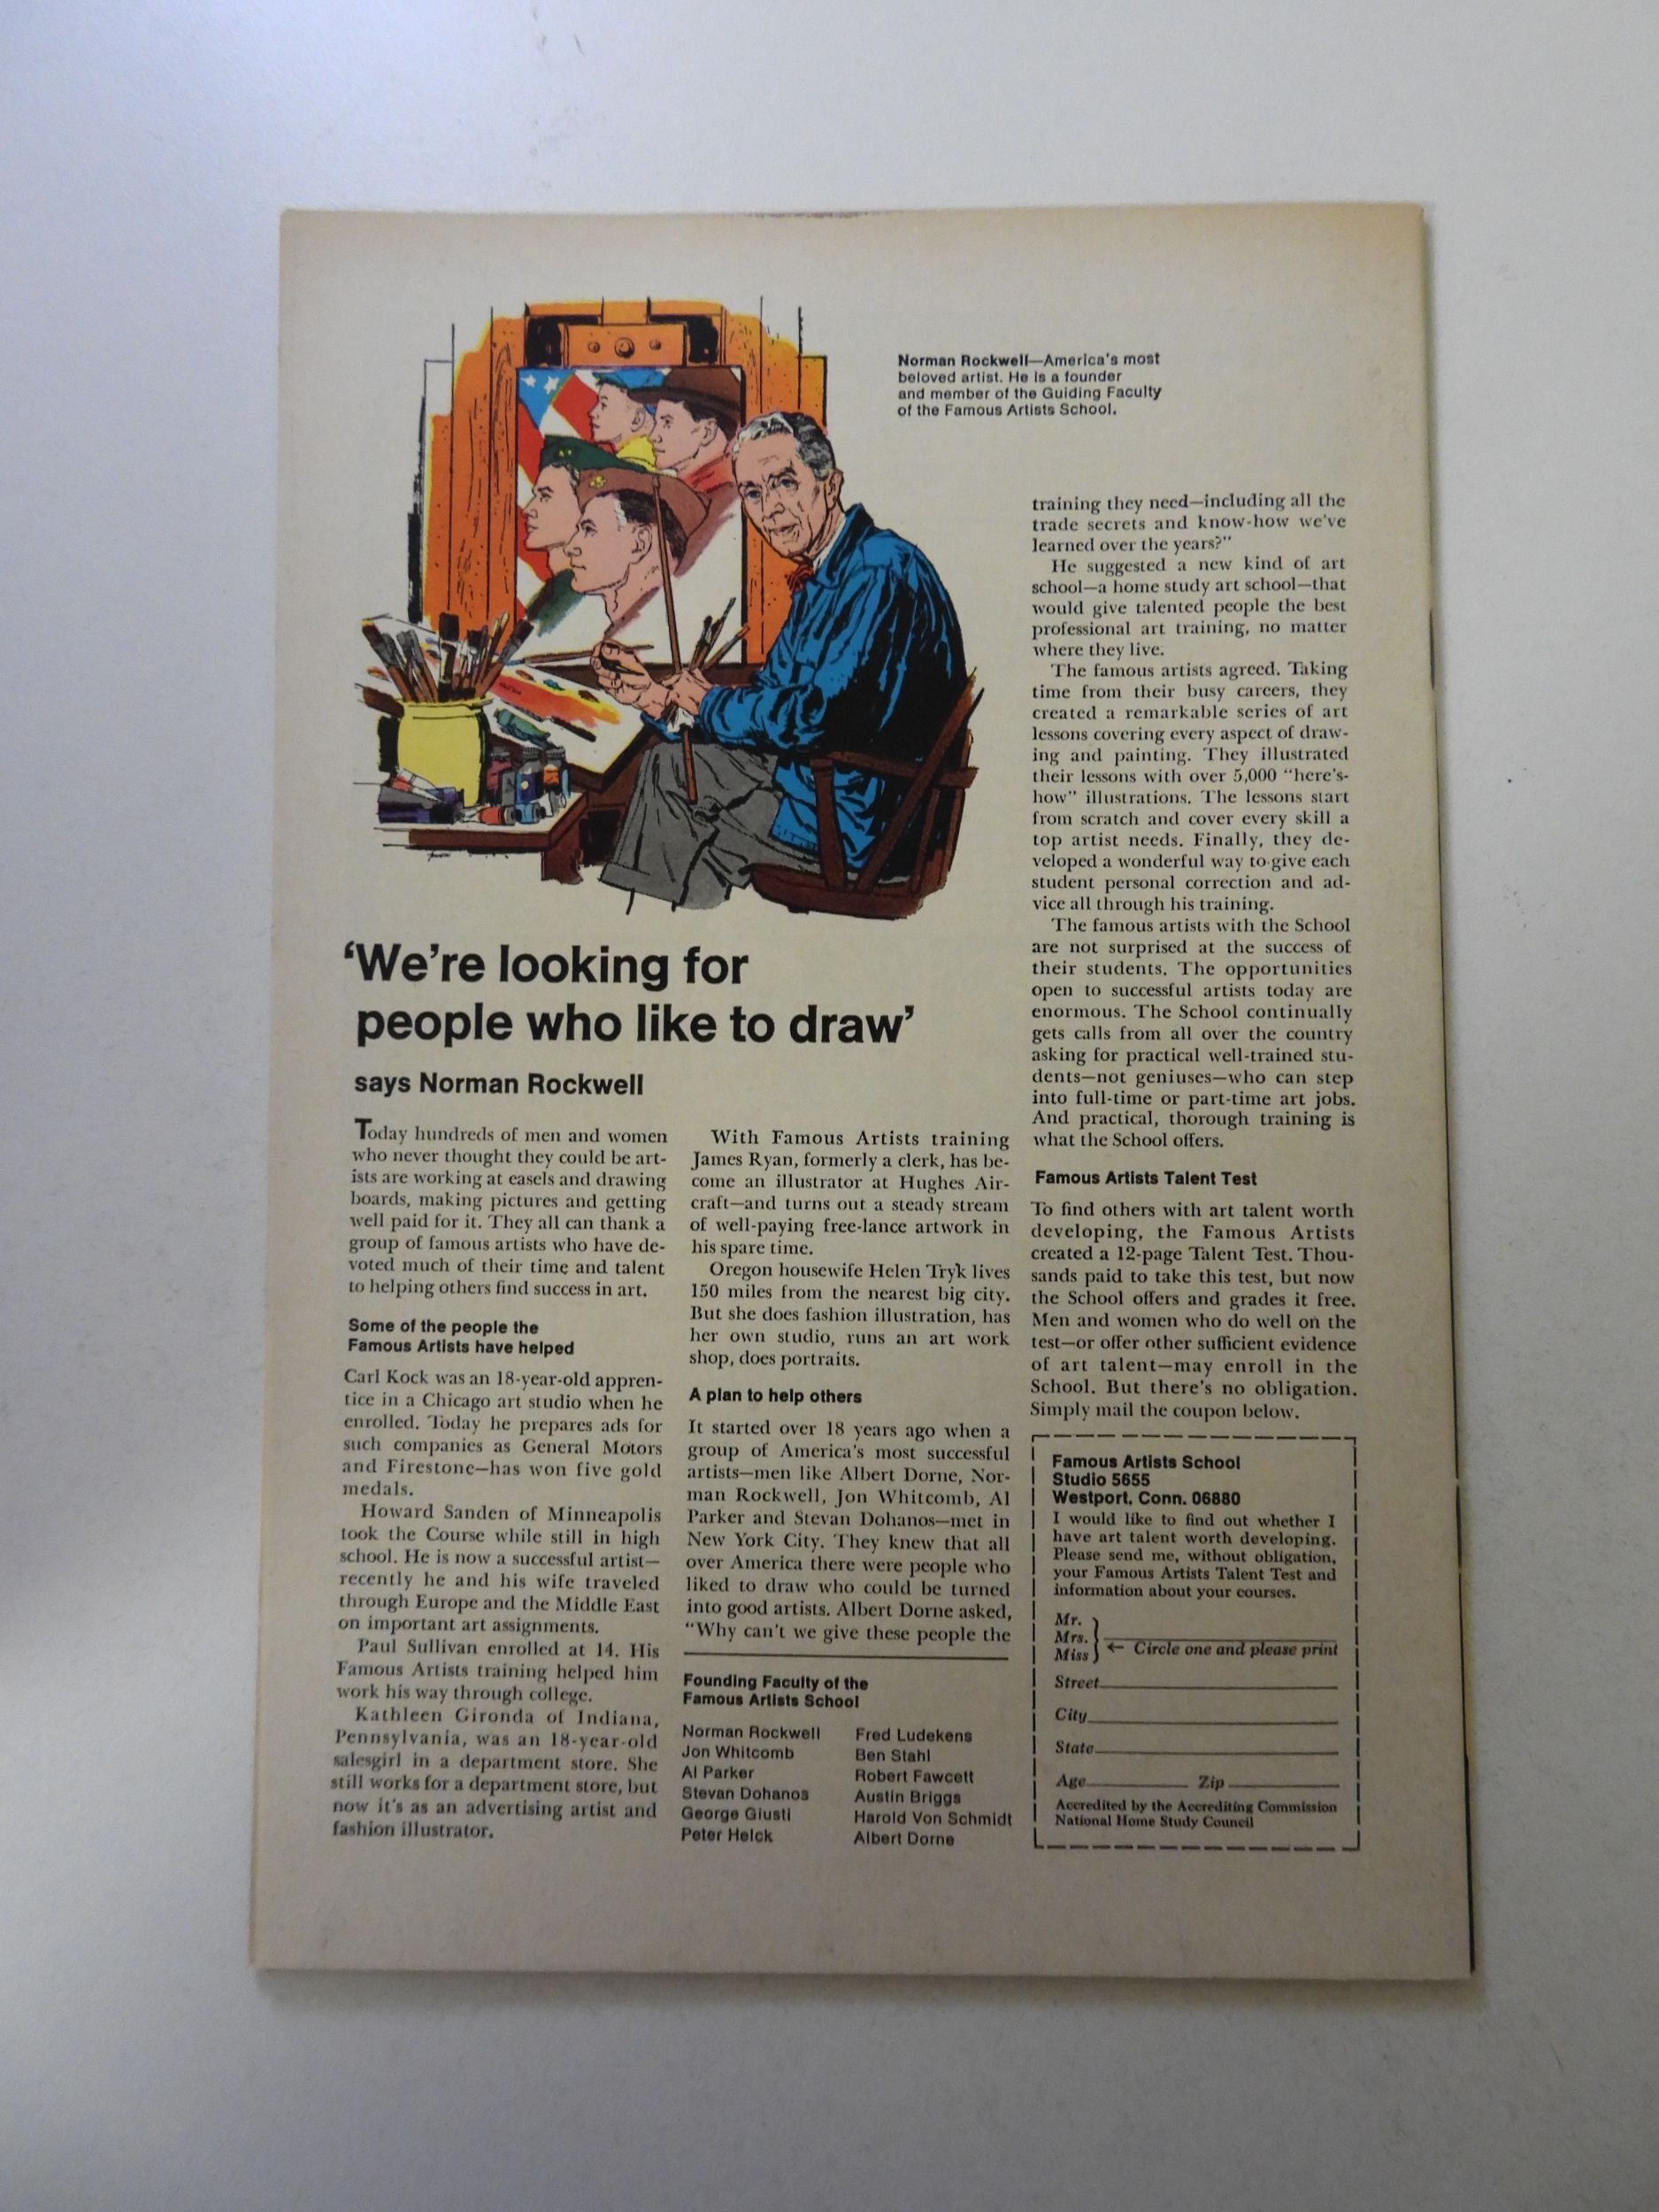 Norman Rockwell—America's most
beloved artist. He is a founder
and member of the Guiding Faculty
of the Famous Artists School.
‘We’re looking for
people who like to draw’
says Norman Rockwell
Today hundreds of men and women
who never thought they could be art-
ists are working at easels and drawing
boards, making pictures and getting
well paid for it. They all can thank a
group of famous artists who have de-
voted much of their time and talent
to helping others find success in art.
Some of the people the
Famous Artists have helped
Carl Kock was an 18-year-old appren-
tice in a Chicago art studio when he
enrolled. Today he prepares ads for
such companies as General Motors
and Firestone—has won five gold
medals.
Howard Sanden of Minneapolis
took the Course while still in high
school. He is now a successful artist—
recently he and his wife traveled
through Europe and the Middle East
on important art assignments.
Paul Sullivan enrolled at 14. His
Famous Artists training helped him
work his way through college.
Kathleen Gironda of Indiana,
Pennsylvania, was an 18-year-old
salesgirl in a department store. She
still works for a department store, but
now it's as an advertising artist and
fashion illustrator.
With Famous Artists training
James Ryan, formerly a clerk, has be-
come an illustrator at Hughes Air-
craft—and turns out a steady stream
of well-paying free-lance artwork in
his spare time.
Oregon housewife Helen Tryk lives
150 miles from the nearest big city.
But she does fashion illustration, has
her own studio, runs an art work
shop, does portraits.
A plan to help others
It started over 18 years ago when a
group of America's most successful
artists—men like Albert Dorne, Nor-
man Rockwell, Jon Whitcomb, Al
Parker and Stevan Dohanos—met in
New York City. They knew that all
over America there were people who
liked to draw who could be turned
into good artists. Albert Dorne asked,
"Why can't we give these people the
training they need—including all the
trade secrets and know-how we've
learned over the years?"
He suggested a new kind of art
school—a home study art school—that
would give talented people the best
professional art training, no matter
where they live.
The famous artists agreed. Taking
time from their busy careers, they
created a remarkable series of art
lessons covering every aspect of draw-
ing and painting. They illustrated
their lessons with over 5,000 "here's-
how" illustrations. The lessons start
from scratch and cover every skill a
top artist needs. Finally, they de-
veloped a wonderful way to give each
student personal correction and ad-
vice all through his training.
The famous artists with the School
are not surprised at the success of
their students. The opportunities
open to successful artists today are
enormous. The School continually
gets calls from all over the country
asking for practical well-trained stu-
dents—not geniuses—who can step
into full-time or part-time art jobs.
And practical, thorough training is
what the School offers.
Famous Artists Talent Test
To find others with art talent worth
developing, the Famous Artists
created a 12-page Talent Test. Thou-
sands paid to take this test, but now
the School offers and grades it free.
Men and women who do well on the
test—or offer other sufficient evidence
of art talent—may enroll in the
School. But there's no obligation.
Simply mail the coupon below.
Founding Faculty of the
Famous Artists School
Norman Rockwell
Jon Whitcomb
Al Parker
Stevan Dohanos
George Giusti
Peter Helck
Fred Ludekens
Ben Stahl
Robert Fawcett
Austin Briggs
Harold Von Schmidt
Albert Dorne
Famous Artists School
Studio 5655
Westport, Conn. 06880
I would like to find out whether I
have art talent worth developing.
Please send me, without obligation,
your Famous Artists Talent Test and
information about your courses.
Mr.
Mrs.
Miss
← Circle one and please print
Street
City
State
Age Zip
Accredited by the Accrediting Commission
National Home Study Council